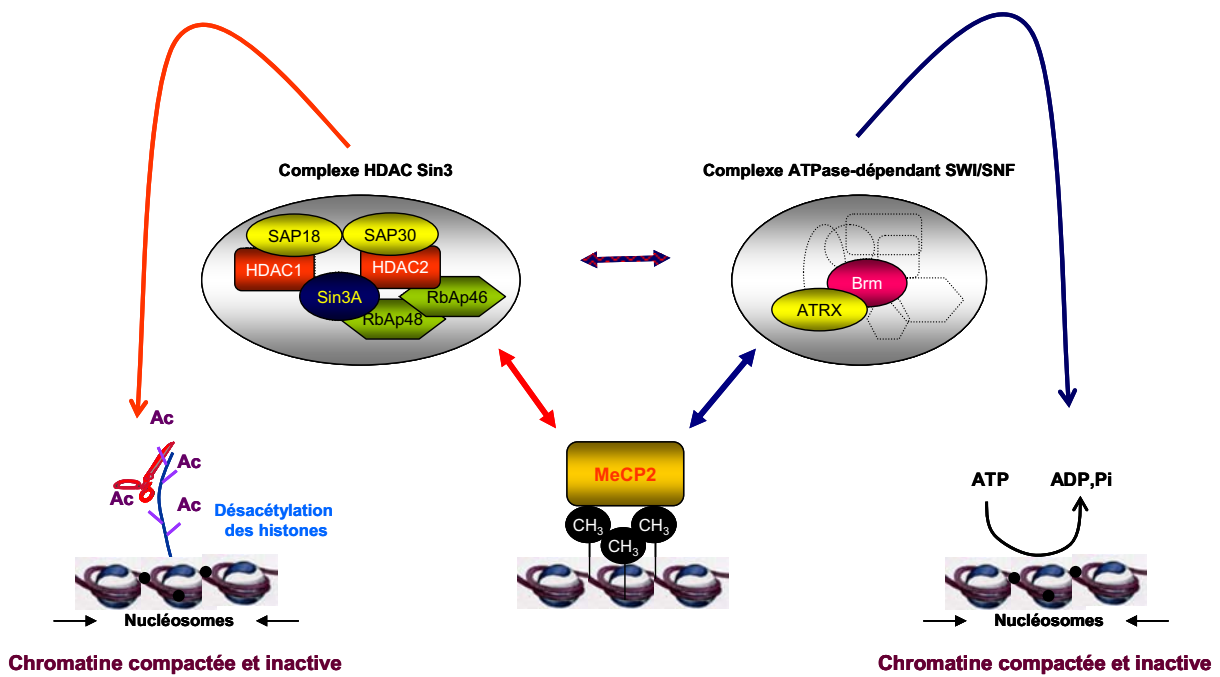 Complexe HDAC Sin3
Complexe ATPase-dépendant SWI/SNF
SAP18
SAP30
HDAC1
HDAC2
Sin3A
RbAp46
RbAp48
Brm
ATRX
Ac
Ac
Ac
Ac
Désacétylation
des histones
MeCP2
CH3
CH3
CH3
ATP
ADP,Pi
Nucléosomes
Nucléosomes
Chromatine compactée et inactive
Chromatine compactée et inactive